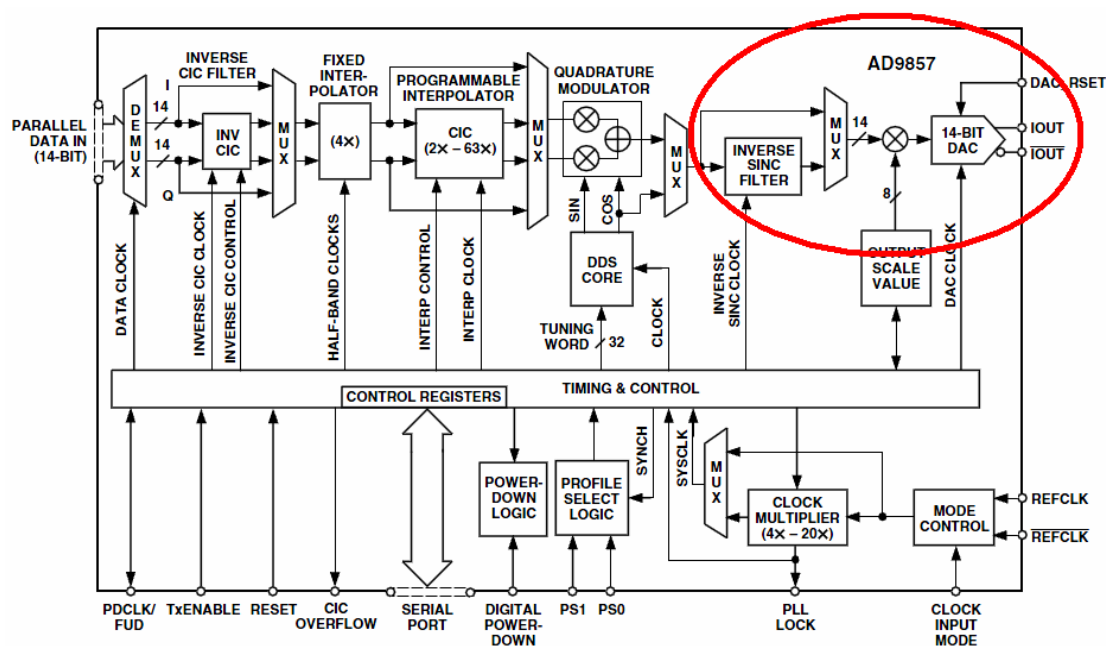 AD9857
INVERSE
CIC FILTER
FIXED
INTER-
POLATOR
PROGRAMMABLE
INTERPOLATOR
QUADRATURE
MODULATOR
DAC_RSET
PARALLEL
DATA IN
(14-BIT)
DEMUX
I
14
14
Q
INV
CIC
MUX
(4×)
CIC
(2× – 63×)
MUX
MUX
INVERSE
SINC
FILTER
MUX
14
14-BIT
DAC
IOUT
IOUT
8
SIN
COS
DDS
CORE
OUTPUT
SCALE
VALUE
DATA CLOCK
INVERSE CIC CLOCK
INVERSE CIC CONTROL
HALF-BAND CLOCKS
INTERP CONTROL
INTERP CLOCK
TUNING
WORD
32
CLOCK
INVERSE
SINC CLOCK
DAC CLOCK
TIMING & CONTROL
CONTROL REGISTERS
POWER-
DOWN
LOGIC
PROFILE
SELECT
LOGIC
SYNCH
SYSCLK
MUX
CLOCK
MULTIPLIER
(4× – 20×)
MODE
CONTROL
REFCLK
REFCLK
PDCLK/
FUD
TxENABLE
RESET
CIC
OVERFLOW
SERIAL
PORT
DIGITAL
POWER-
DOWN
PS1
PS0
PLL
LOCK
CLOCK
INPUT
MODE